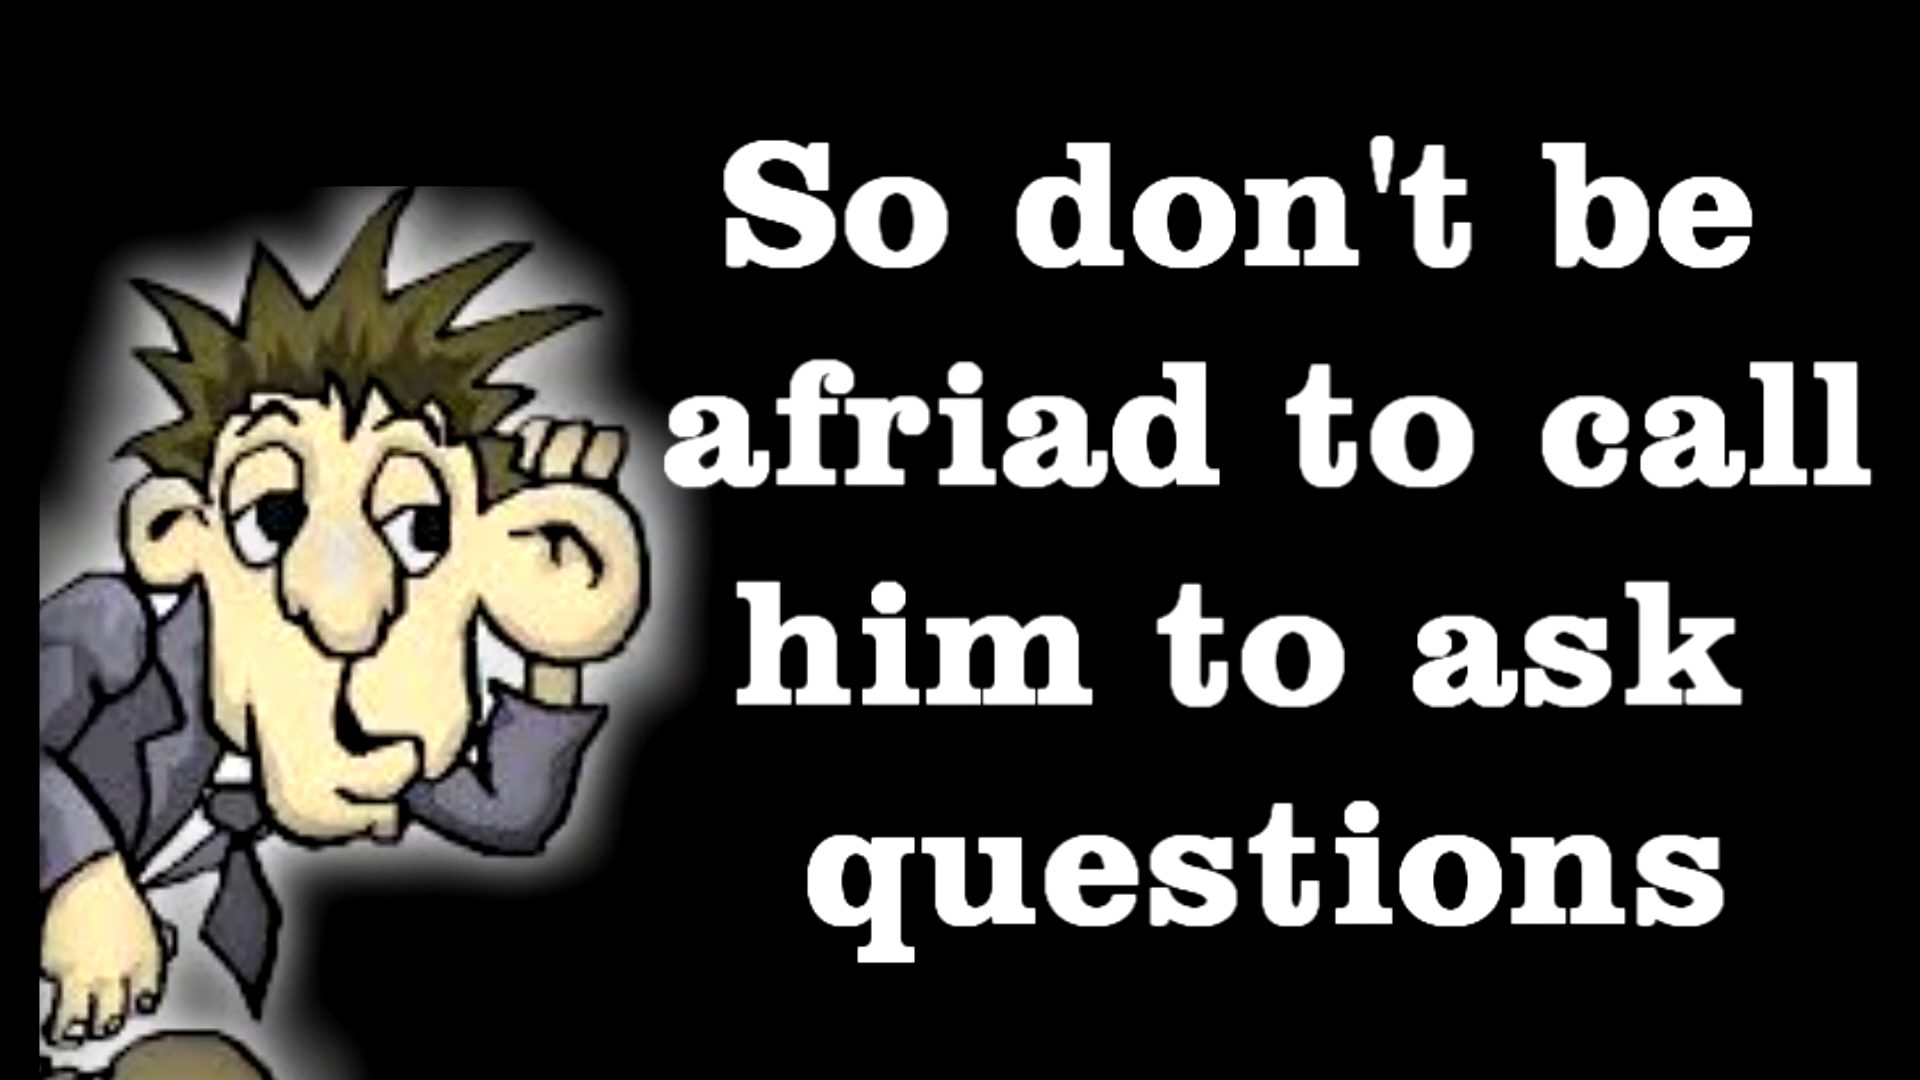 So don't be
afriad to call
him to ask
questions